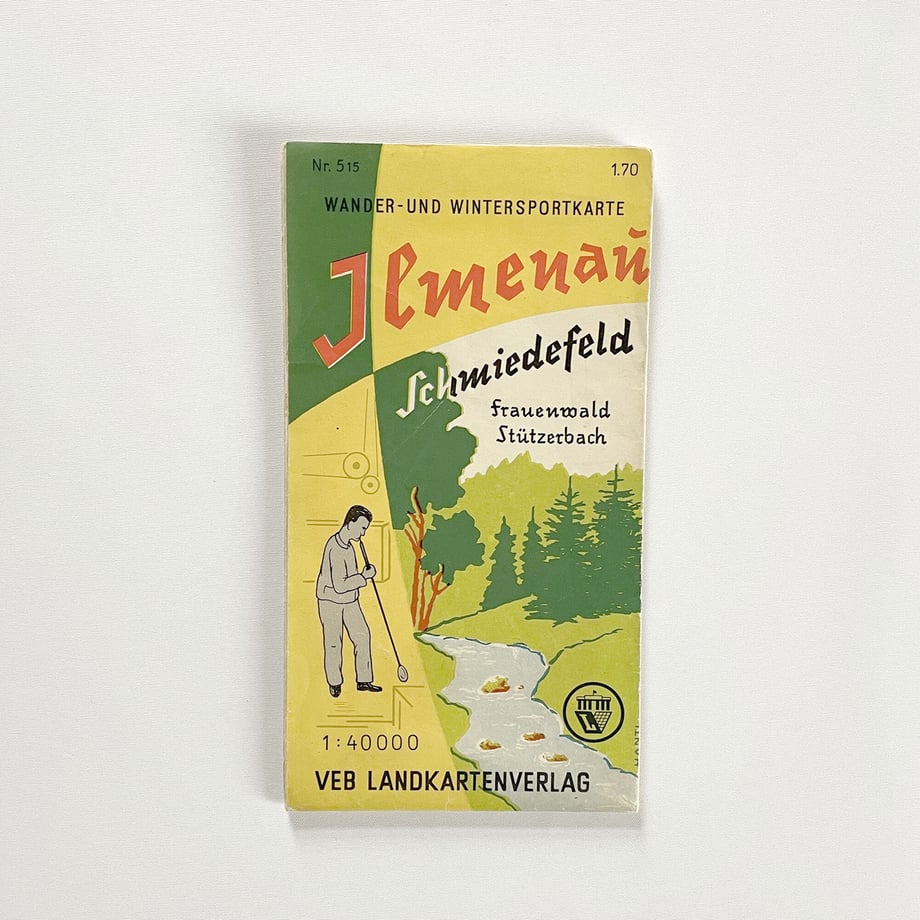 Nr. 515
1.70
WANDER-UND WINTERSPORTKARTE
Ilmenau
Schmiedefeld
Frauenwald
Stützerbach
1:40000
VEB LANDKARTENVERLAG